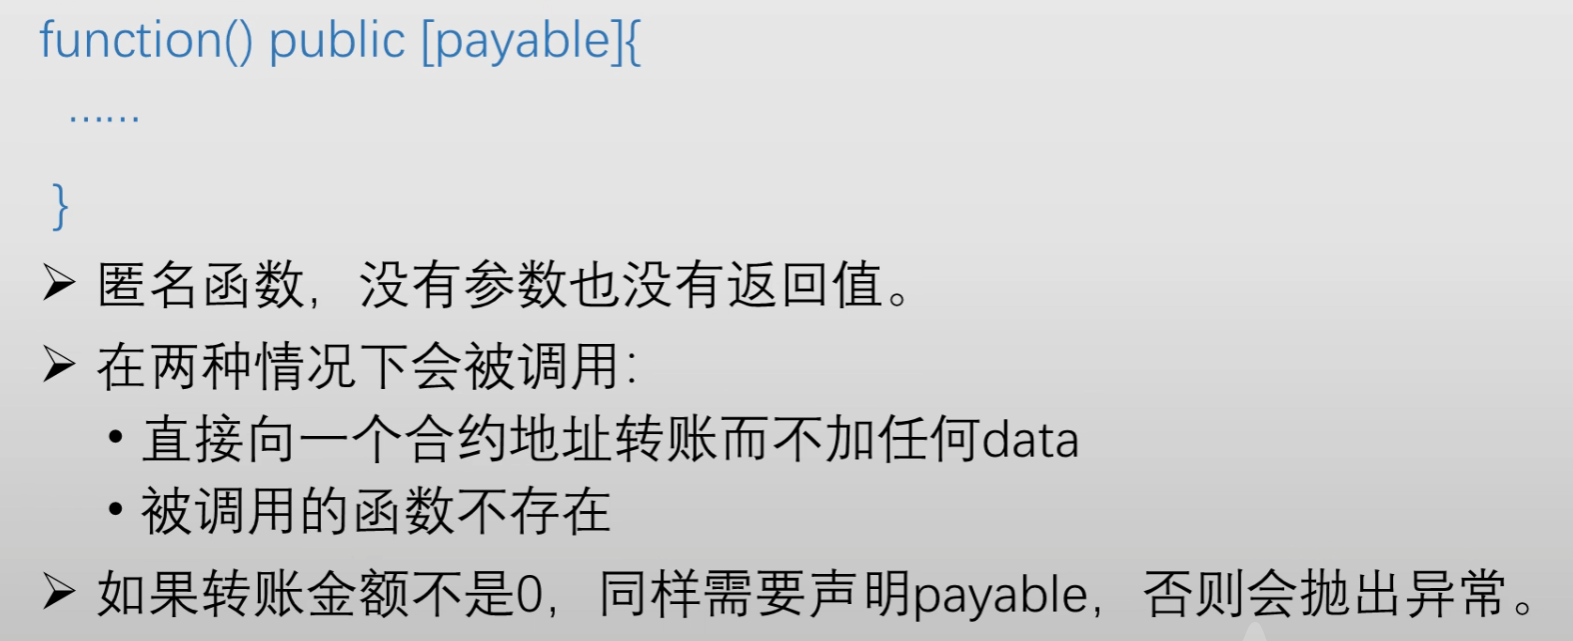 function() public [payable]{
……
}
➢ 匿名函数，没有参数也没有返回值。
➢ 在两种情况下会被调用：
• 直接向一个合约地址转账而不加任何data
• 被调用的函数不存在
➢ 如果转账金额不是0，同样需要声明payable，否则会抛出异常。